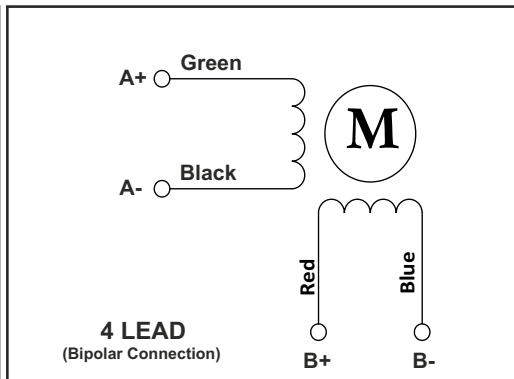 A+ Green
M
A- Black
Red
Blue
4 LEAD
(Bipolar Connection)
B+ B-